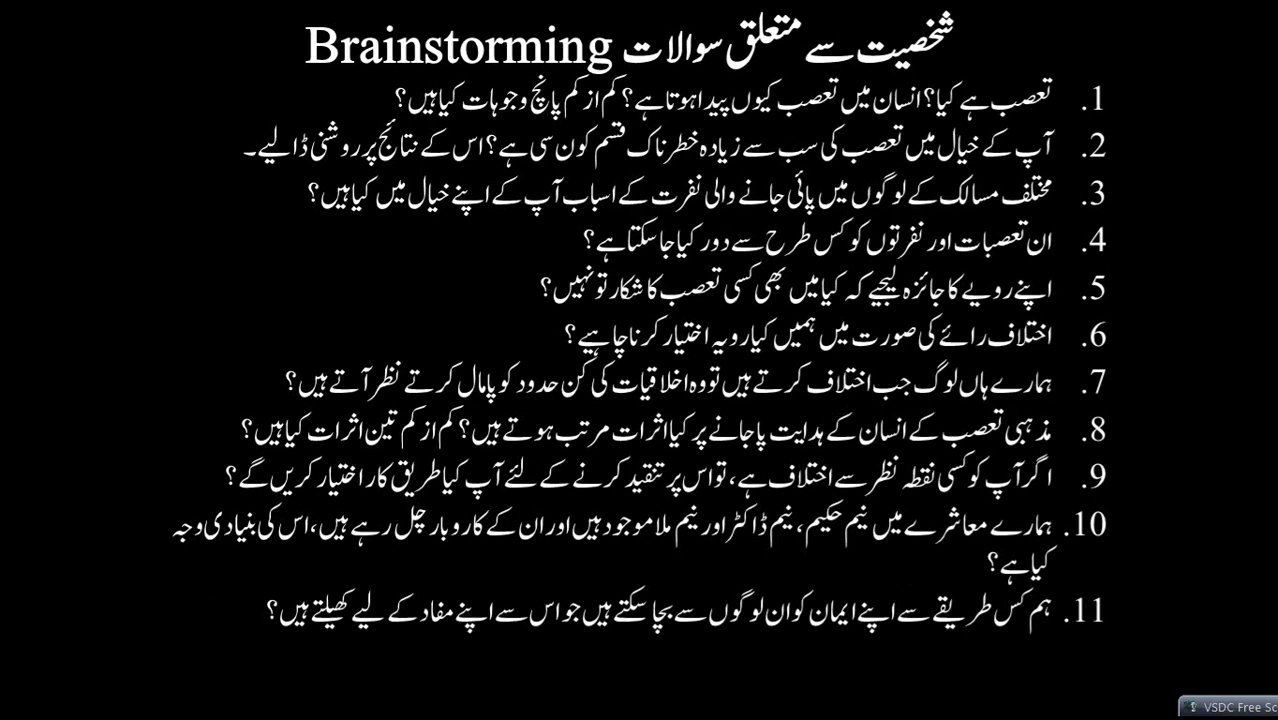 شخصیت سے متعلق سوالات Brainstorming
1. تعصب ہے کیا؟ انسان میں تعصب کیوں پیدا ہوتا ہے؟ کم از کم پانچ وجوہات کیا ہیں؟
2. آپ کے خیال میں تعصب کی سب سے زیادہ خطرناک قسم کون سی ہے؟ اس کے نتائج پر روشنی ڈالیے۔
3. مختلف مسالک کے لوگوں میں پائی جانے والی نفرت کے اسباب آپ کے اپنے خیال میں کیا ہیں؟
4. ان تعصبات اور نفرتوں کو کس طرح سے دور کیا جا سکتا ہے؟
5. اپنے رویے کا جائزہ لیجیے کہ کیا میں بھی کسی تعصب کا شکار تو نہیں؟
6. اختلاف رائے کی صورت میں ہمیں کیا رویہ اختیار کرنا چاہیے؟
7. ہمارے ہاں لوگ جب اختلاف کرتے ہیں تو وہ اخلاقیات کی کن حدود کو پامال کرتے نظر آتے ہیں؟
8. مذہبی تعصب کے انسان کے ہدایت پا جانے پر کیا اثرات مرتب ہوتے ہیں؟ کم از کم تین اثرات کیا ہیں؟
9. اگر آپ کو کسی نقطہ نظر سے اختلاف ہے، تو اس پر تنقید کرنے کے لئے آپ کیا طریق کار اختیار کریں گے؟
10. ہمارے معاشرے میں نیم حکیم، نیم ڈاکٹر اور نیم ملا موجود ہیں اور ان کے کاروبار چل رہے ہیں، اس کی بنیادی وجہ
کیا ہے؟
11. ہم کس طریقے سے اپنے ایمان کو ان لوگوں سے بچا سکتے ہیں جو اس سے اپنے مفاد کے لیے کھیلتے ہیں؟
VSDC Free Sc